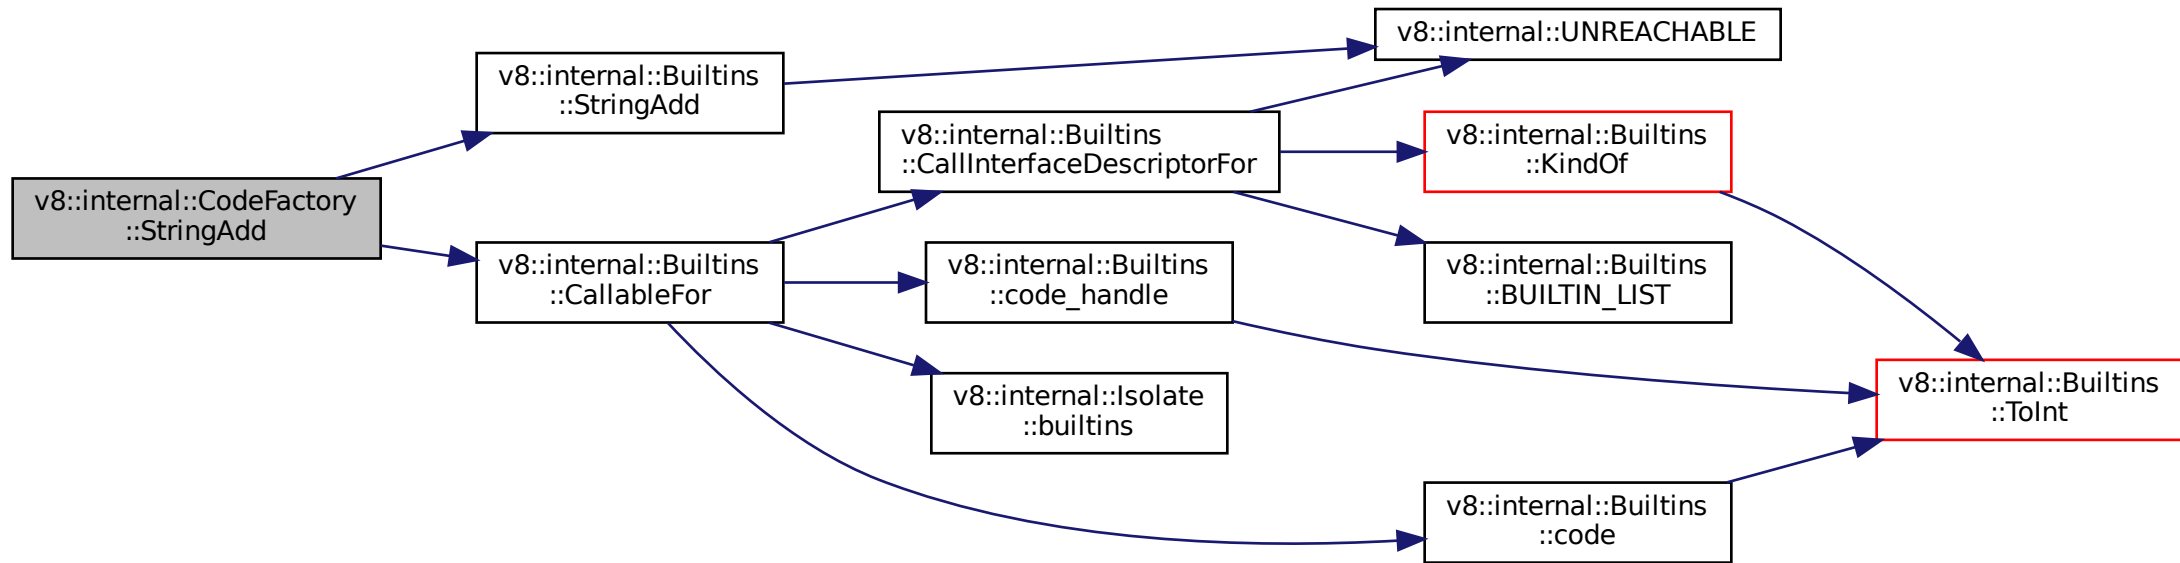 v8::internal::CodeFactory
::StringAdd
v8::internal::Builtins
::StringAdd
v8::internal::Builtins
::CallableFor
v8::internal::Builtins
::CallInterfaceDescriptorFor
v8::internal::Builtins
::code_handle
v8::internal::Isolate
::builtins
v8::internal::UNREACHABLE
v8::internal::Builtins
::KindOf
v8::internal::Builtins
::BUILTIN_LIST
v8::internal::Builtins
::code
v8::internal::Builtins
::ToInt